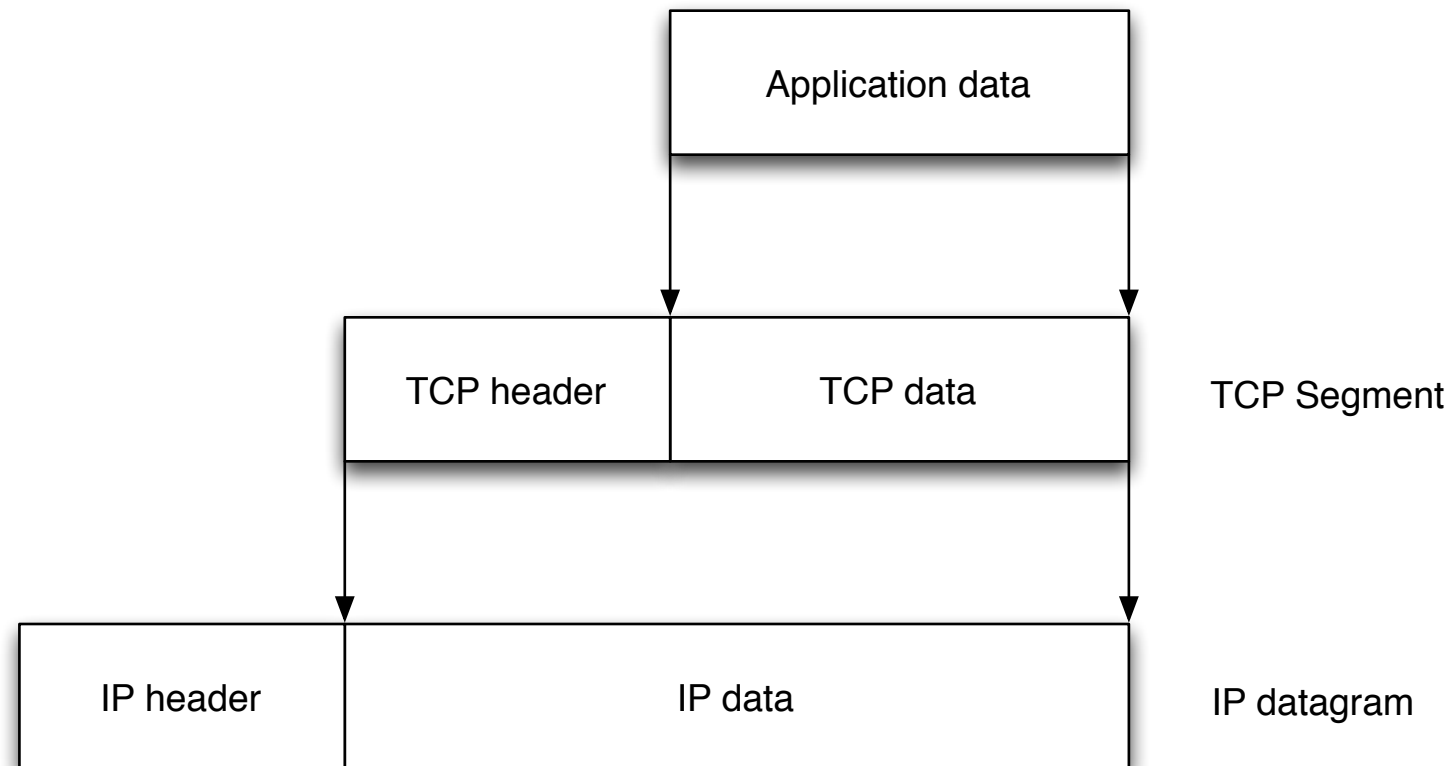 Application data
TCP header TCP data TCP Segment
IP header IP data IP datagram